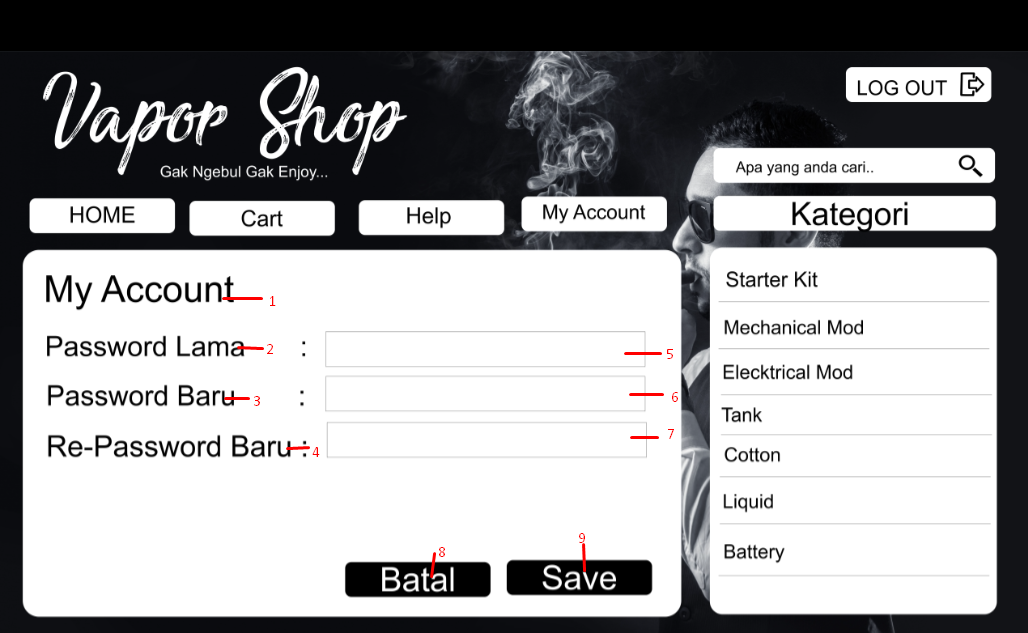 Vapor Shop
Gak Ngebul Gak Enjoy...
LOG OUT
Apa yang anda cari..
HOME
Cart
Help
My Account
Kategori
My Account 1
Password Lama 2 : 5
Password Baru 3 : 6
Re-Password Baru : 4 7
8
Batal
9
Save
Starter Kit
Mechanical Mod
Elecktrical Mod
Tank
Cotton
Liquid
Battery